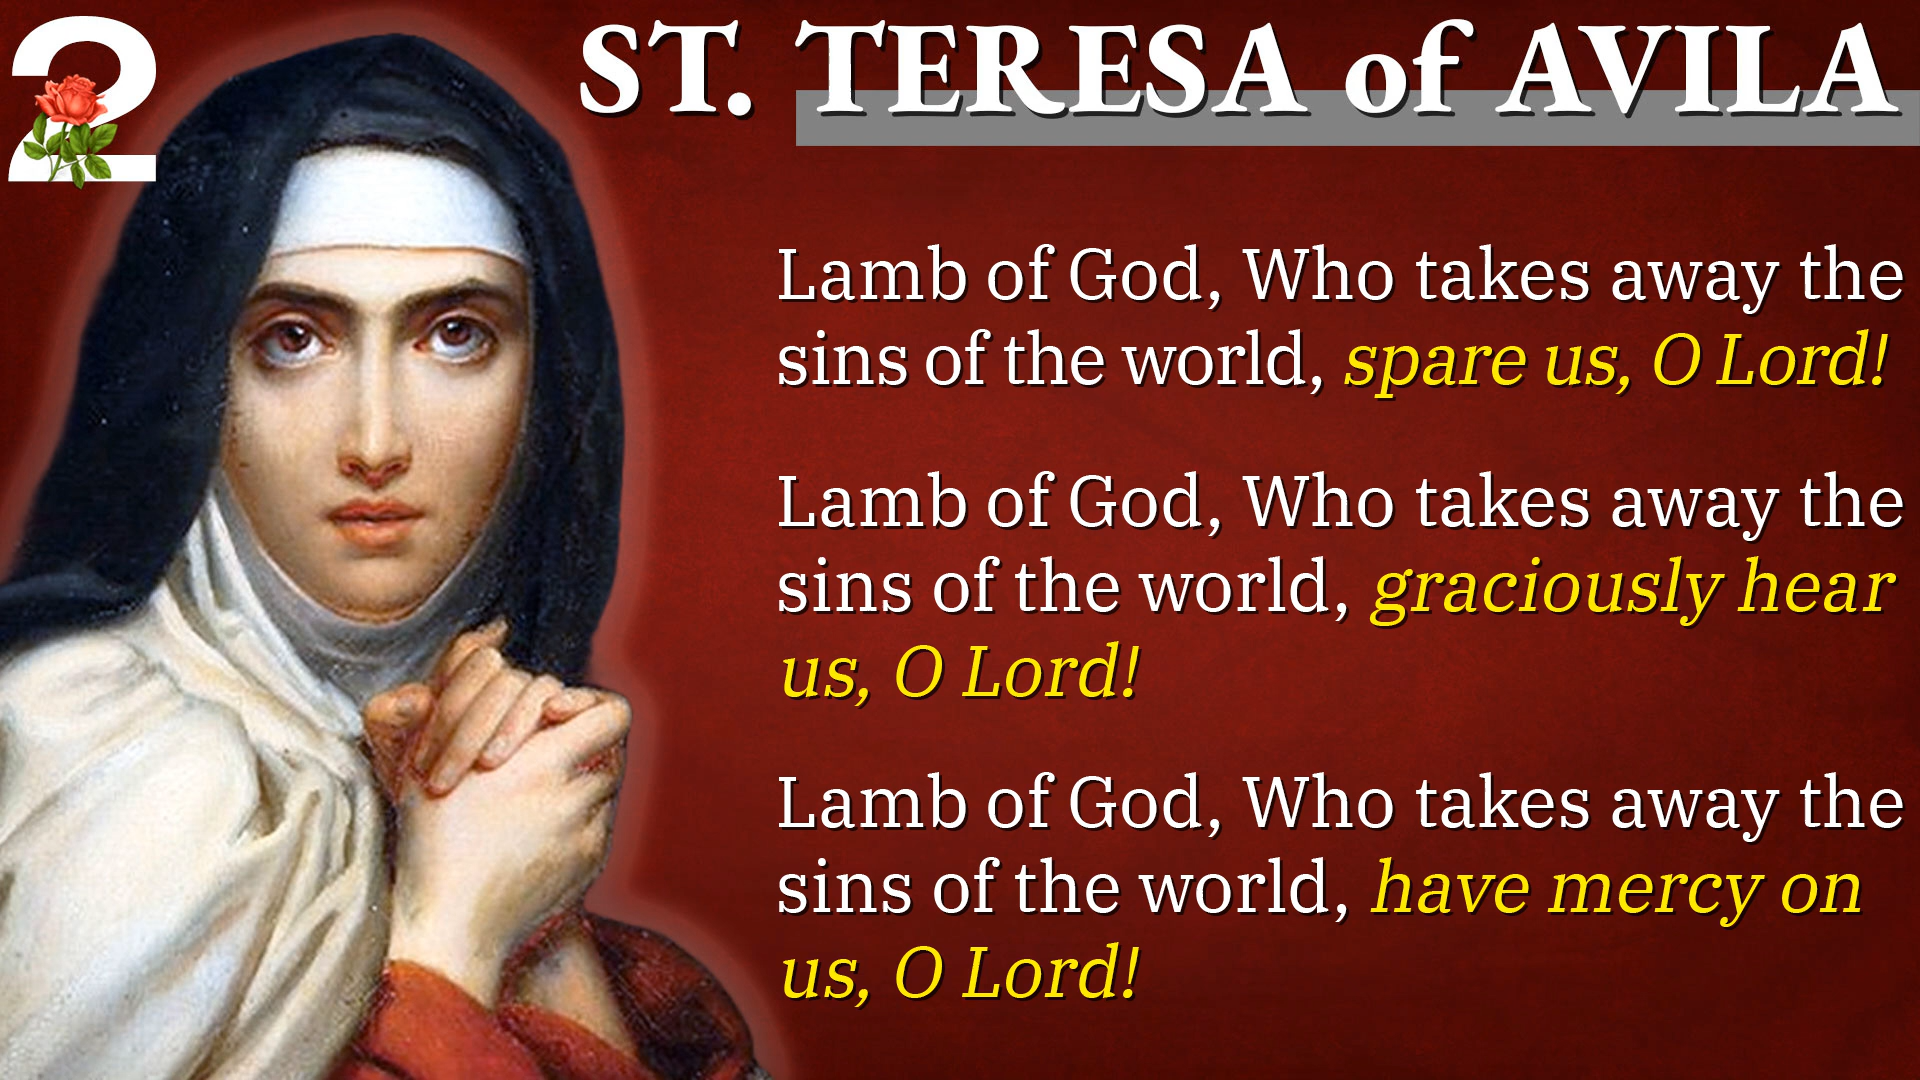 2
ST. TERESA of AVILA
Lamb of God, Who takes away the
sins of the world, spare us, O Lord!
Lamb of God, Who takes away the
sins of the world, graciously hear
us, O Lord!
Lamb of God, Who takes away the
sins of the world, have mercy on
us, O Lord!